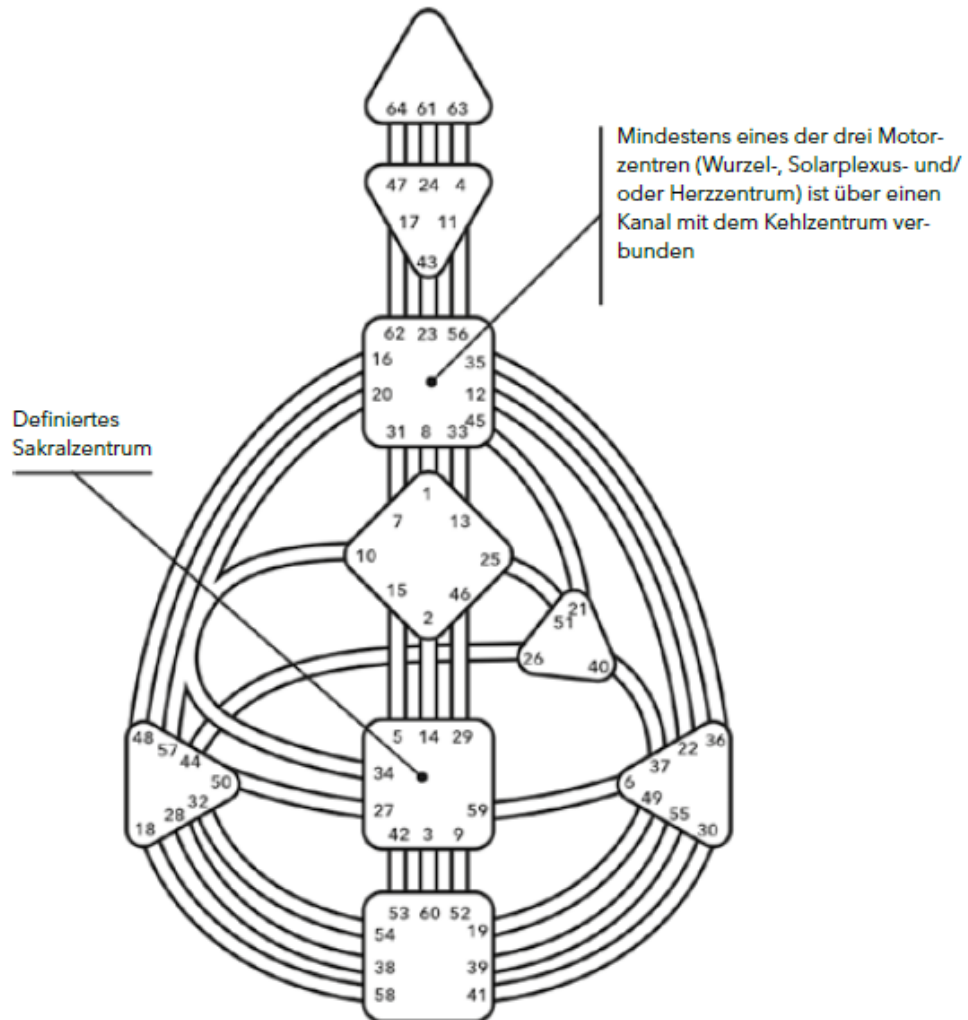 64 61 63
Mindestens eines der drei Motor-
zentren (Wurzel-, Solarplexus- und/
oder Herzzentrum) ist über einen
Kanal mit dem Kehlzentrum ver-
bunden
47 24 4
17 11
43
62 23 56
16 35
20 12
45
31 8 33
Definiertes
Sakralzentrum
1
7 13
10 25
15 46
2
21
51
26 40
48 5 14 29 22 36
57 37
44 34 6
50 27 59 49
32 55
28 42 3 9
18 30
53 60 52
54 19
38 39
58 41